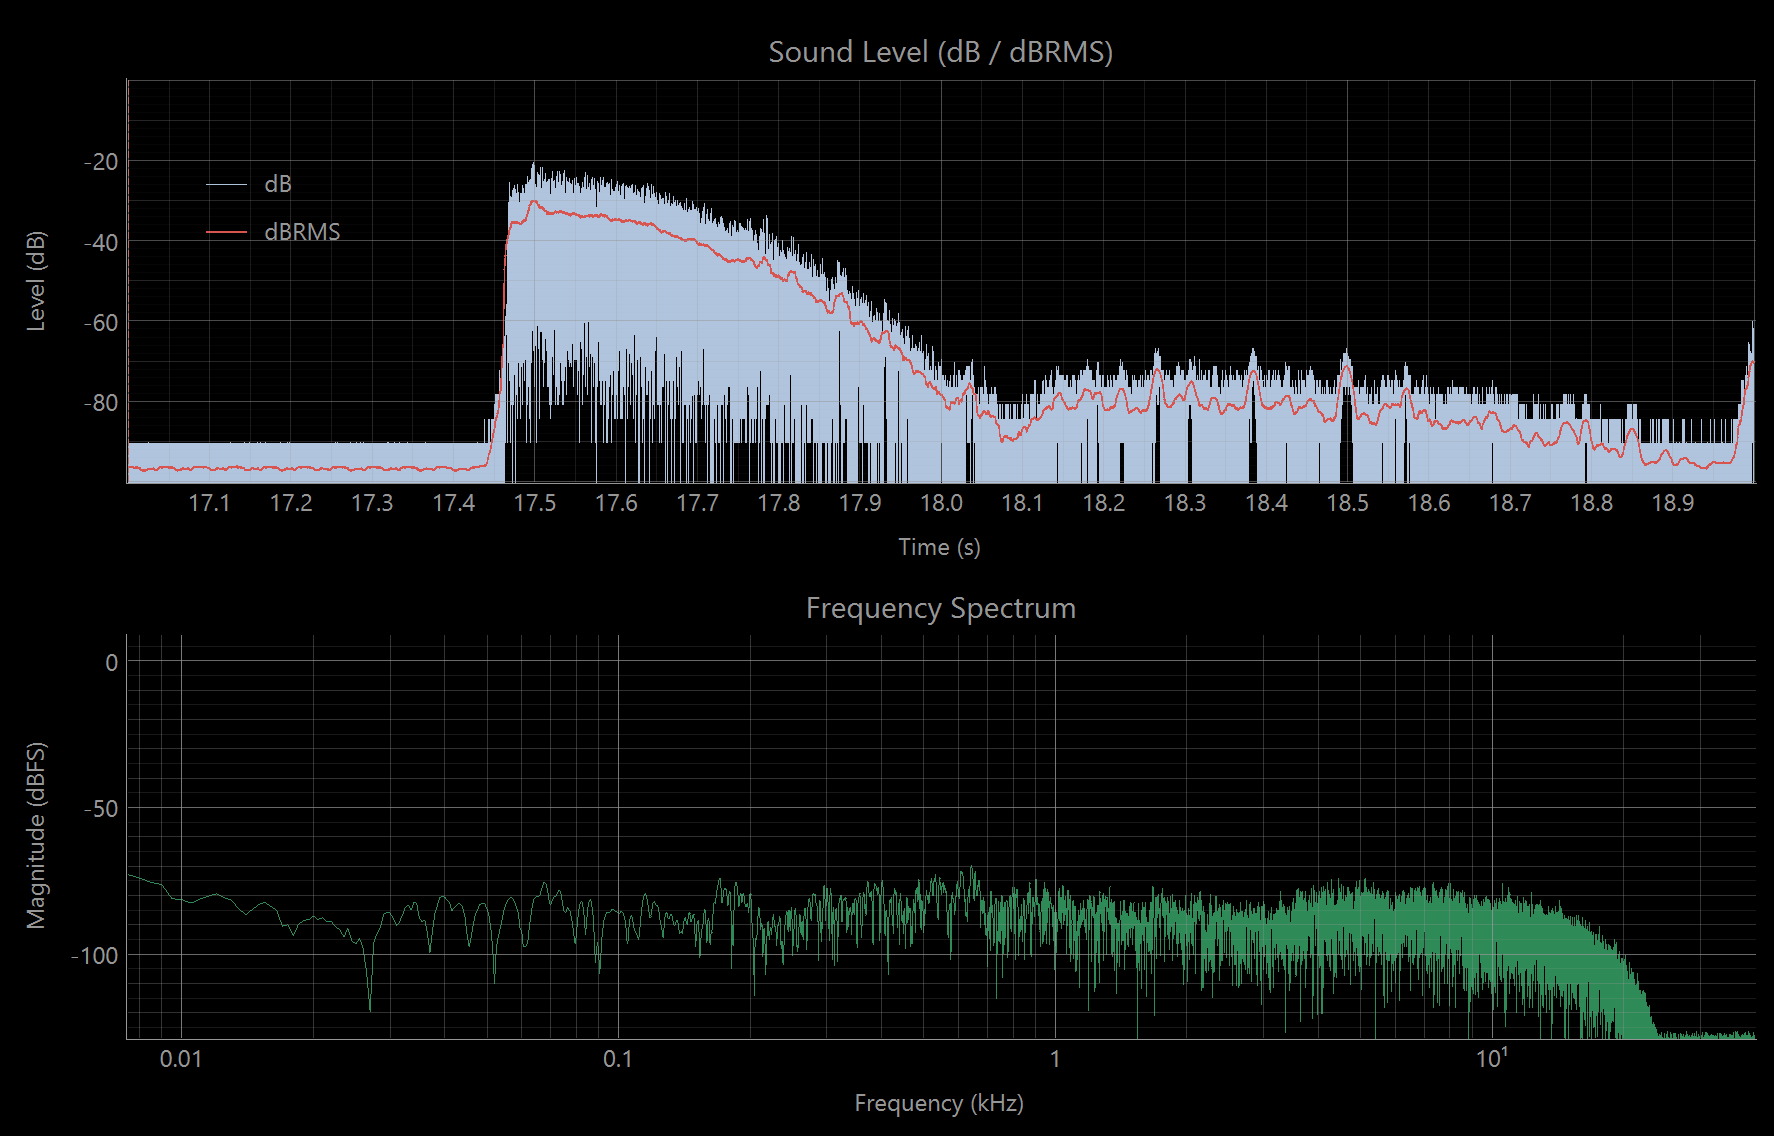 Sound Level (dB / dBRMS)
-20
-40
-60
-80
Level (dB)
dB
dBRMS
17.1 17.2 17.3 17.4 17.5 17.6 17.7 17.8 17.9 18.0 18.1 18.2 18.3 18.4 18.5 18.6 18.7 18.8 18.9
Time (s)
Frequency Spectrum
0
-50
-100
Magnitude (dBFS)
0.01 0.1 1 10¹
Frequency (kHz)